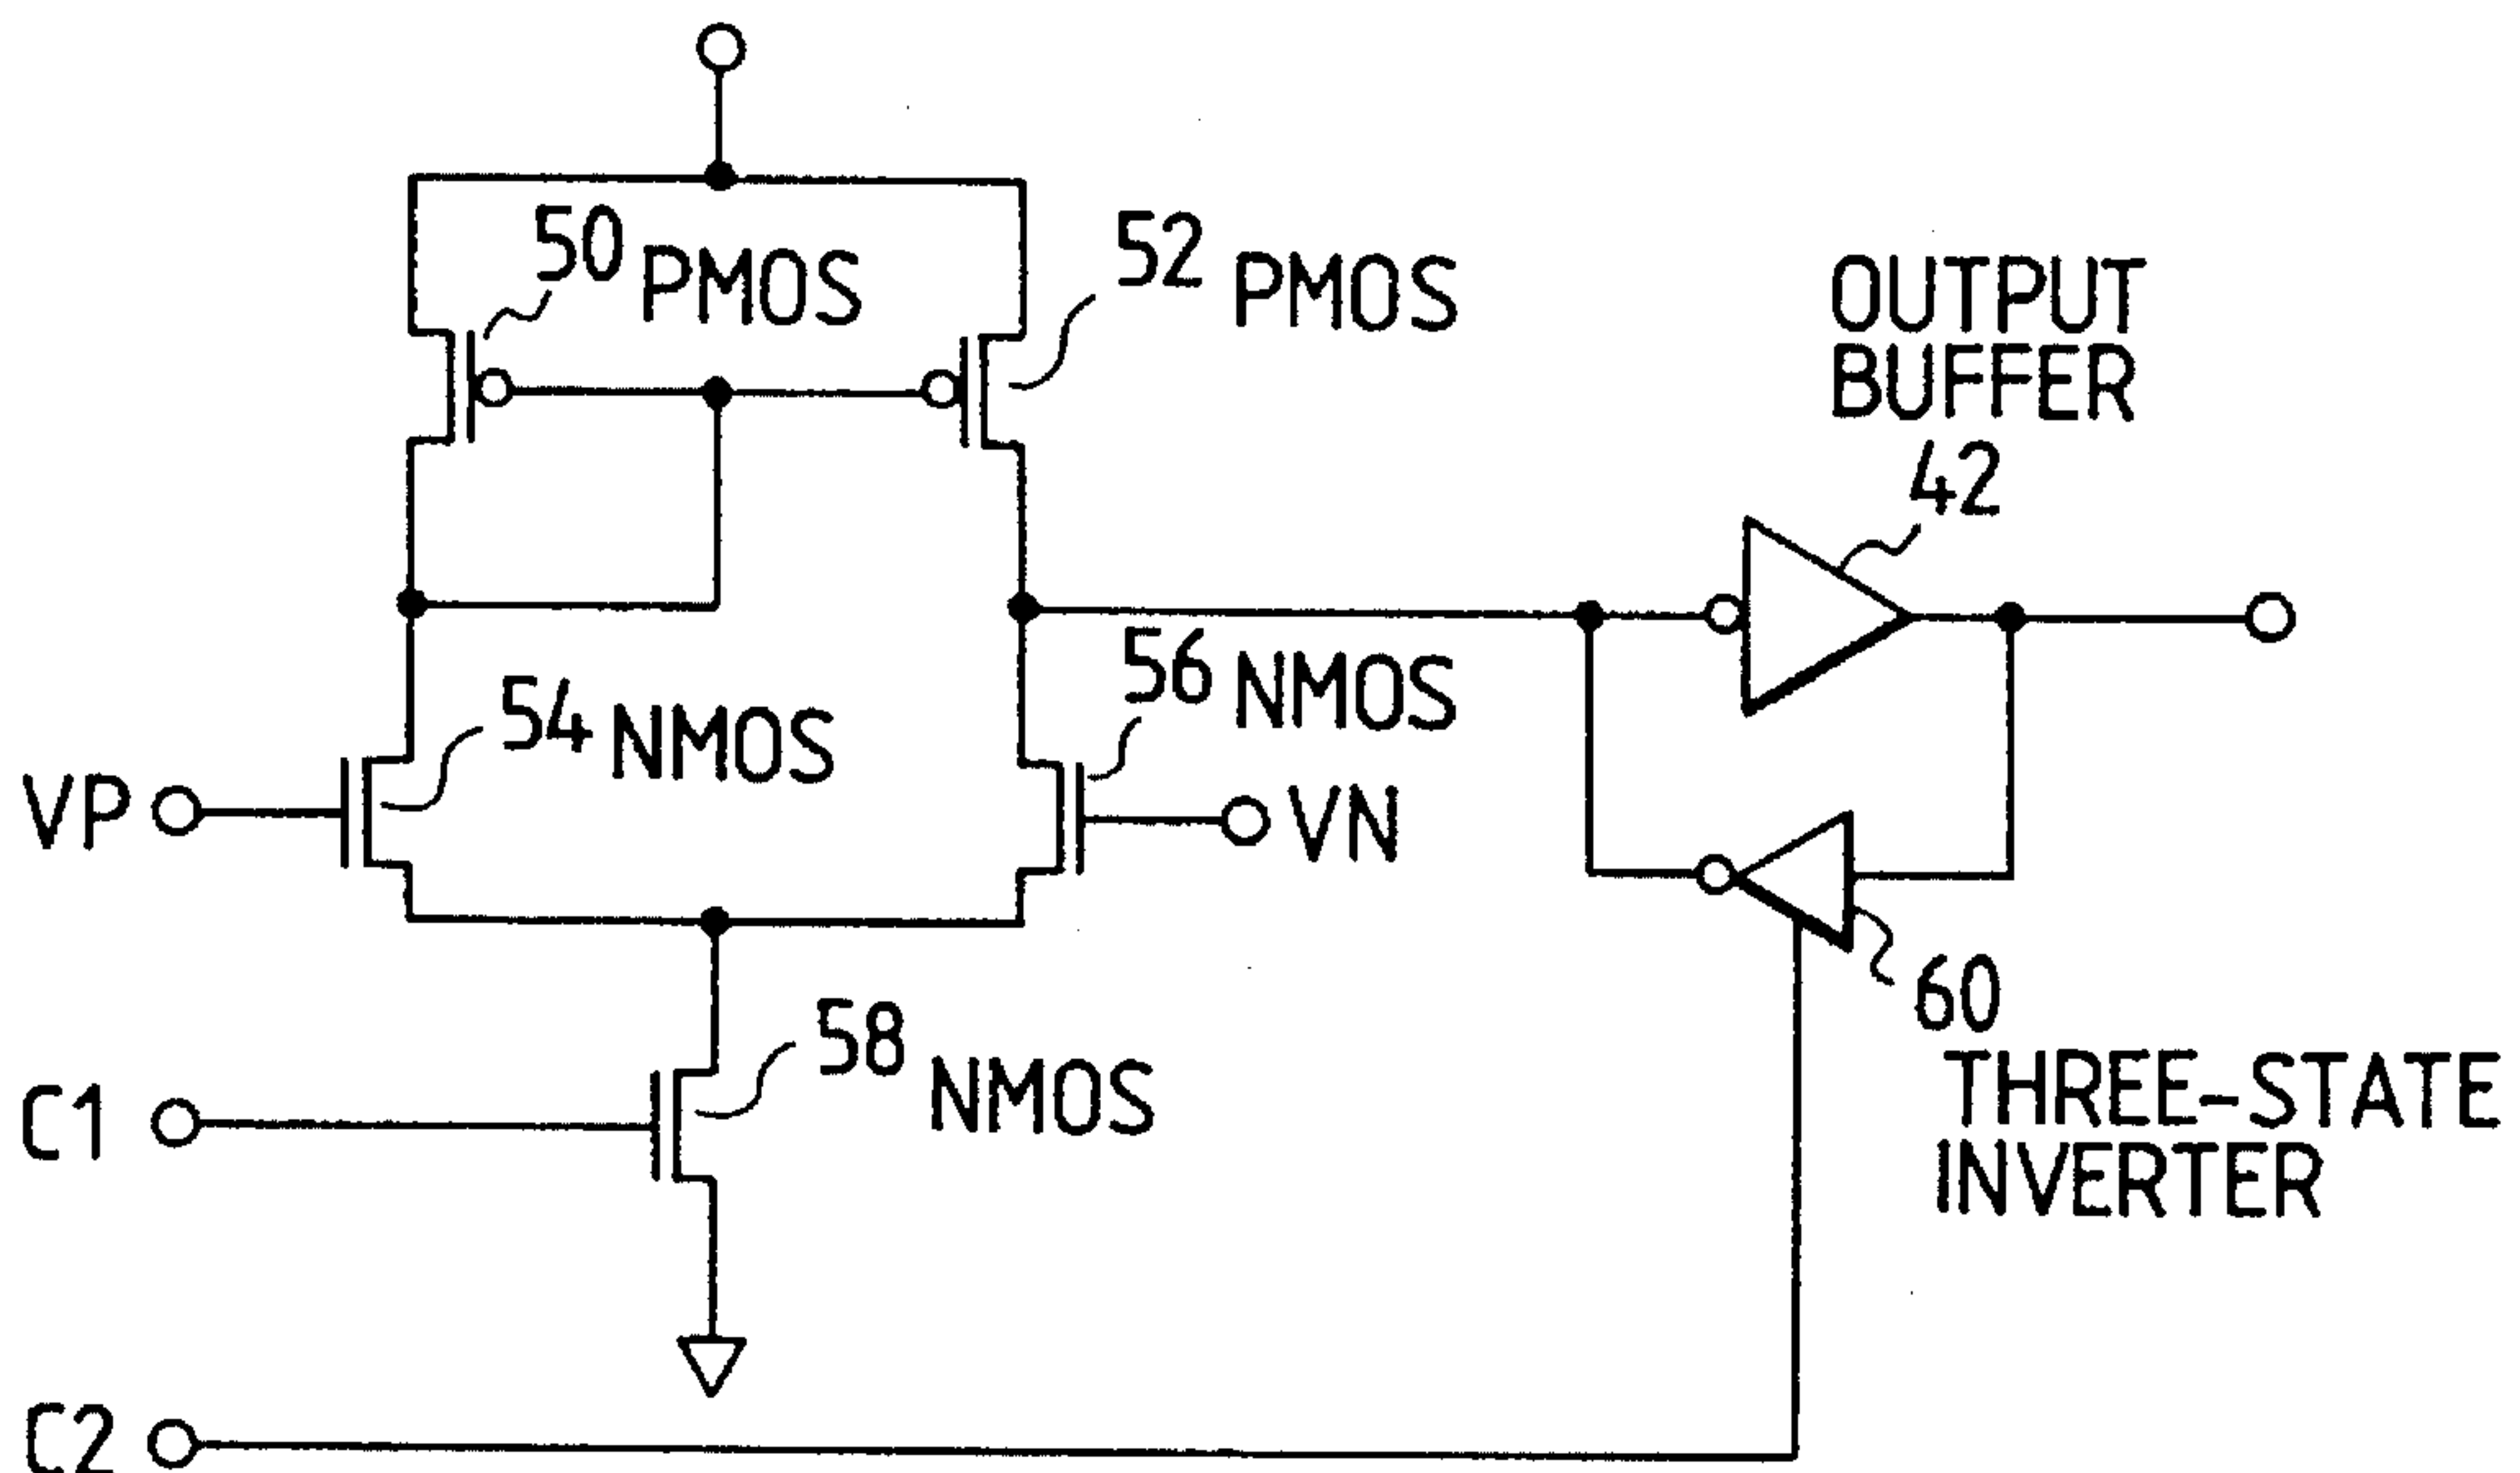 50 PMOS
52 PMOS
OUTPUT
BUFFER
42
54 NMOS
56 NMOS
VP
VN
58 NMOS
60
THREE-STATE
INVERTER
C1
C2